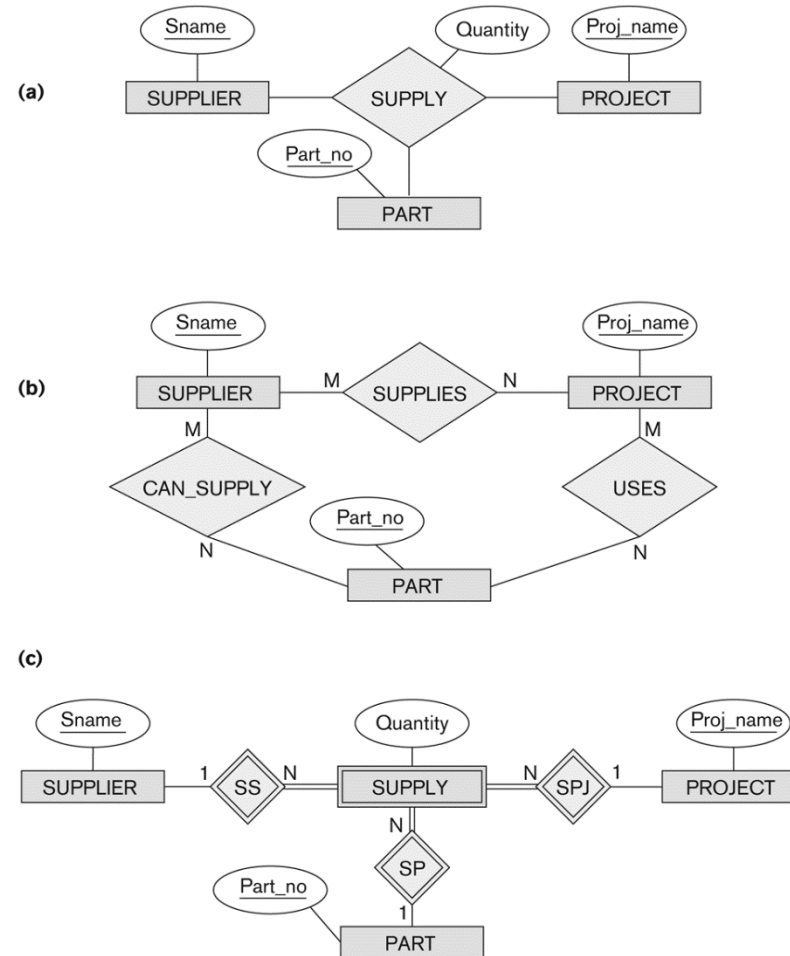 (a)
Sname
Quantity
Proj_name
SUPPLIER
SUPPLY
PROJECT
Part_no
PART
(b)
Sname
Proj_name
SUPPLIER
M
SUPPLIES
N
PROJECT
M
M
CAN_SUPPLY
USES
Part_no
N
N
PART
(c)
Sname
Quantity
Proj_name
SUPPLIER
1
SS
N
SUPPLY
N
SPJ
1
PROJECT
N
SP
Part_no
1
PART